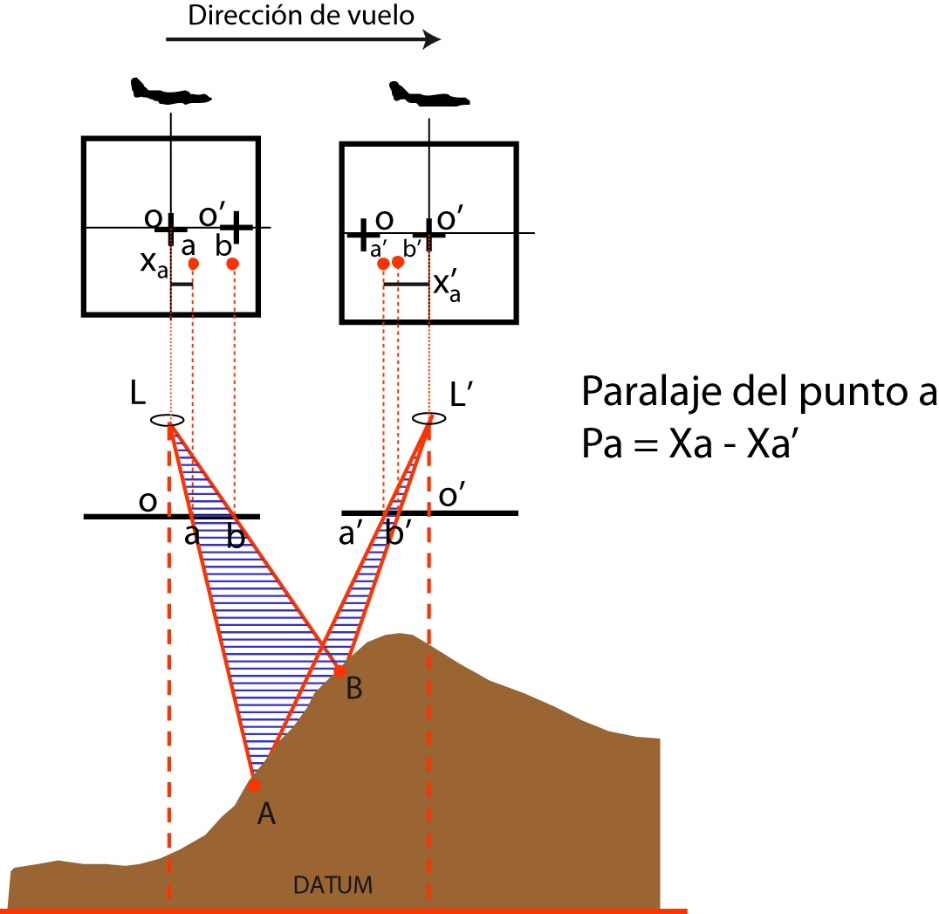 Dirección de vuelo
o o' a b
xa
o o' a' b'
x'a
L
L'
Paralaje del punto a
Pa = Xa - Xa'
o
o'
a b
a' b'
B
A
DATUM